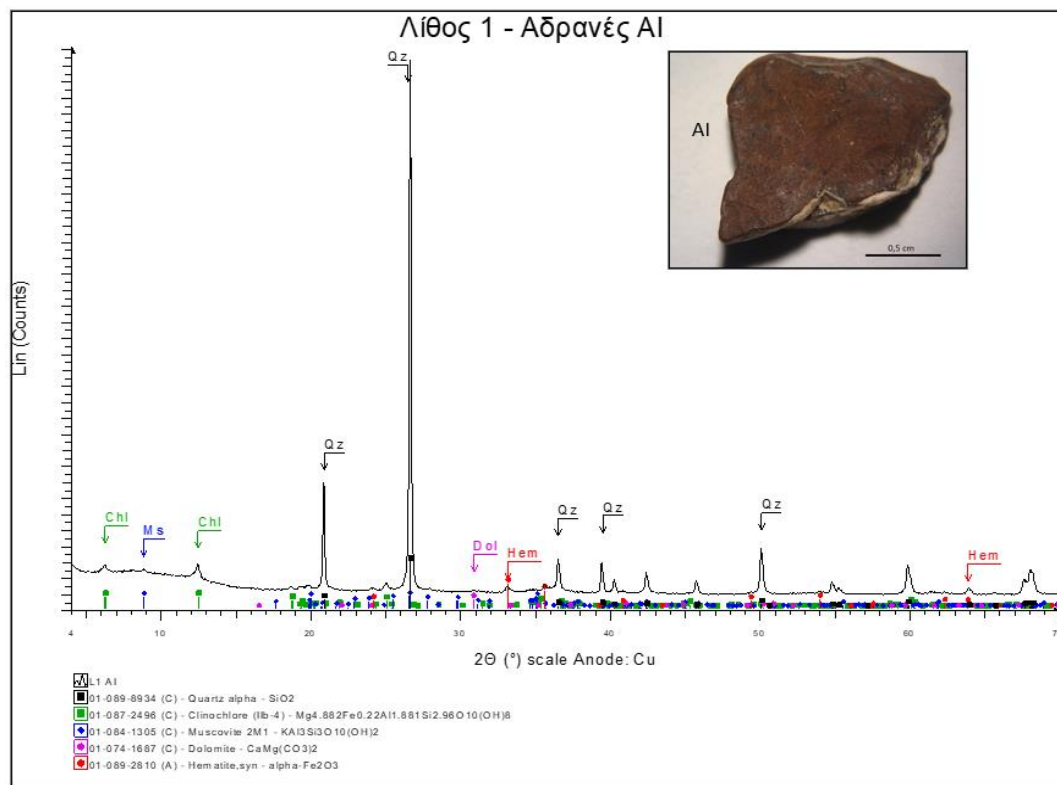 Λίθος 1 - Αδρανές ΑΙ
Qz
AI
0,5 cm
Lin (Counts)
Qz
Chl
Ms
Chl
Dol
Hem
Qz
Qz
Qz
Hem
4
20
30
40
50
60
70
2Θ (°) scale Anode: Cu
L1 AI
01-089-8934 (C) - Quartz alpha - SiO2
01-087-2496 (C) - Clinochlore (IIb-4) - Mg4.882Fe0.22Al1.881Si2.96O10(OH)8
01-084-1305 (C) - Muscovite 2M1 - KAl3Si3O10(OH)2
01-074-1687 (C) - Dolomite - CaMg(CO3)2
01-089-2810 (A) - Hematite,syn - alpha-Fe2O3